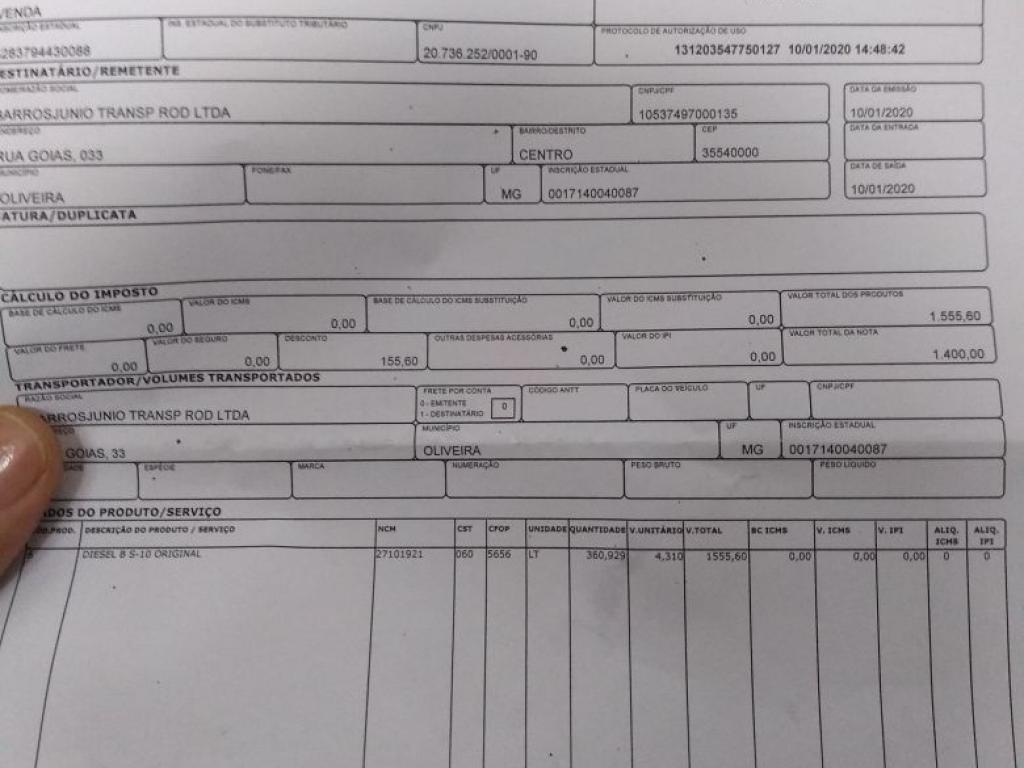 VENDA
INSCRIÇÃO ESTADUAL INS. ESTADUAL DO SUBSTITUTO TRIBUTÁRIO CNPJ PROTOCOLO DE AUTORIZAÇÃO DE USO
283794430088 20.736.252/0001-90 131203547750127 10/01/2020 14:48:42
ESTINATÁRIO/REMETENTE
SOCIAL CNPJ/CPF DATA DA EMISSÃO
BARROSJUNIO TRANSP ROD LTDA 10537497000135 10/01/2020
ENDEREÇO BAIRRO/DISTRITO CEP DATA DA ENTRADA
RUA GOIAS, 033 CENTRO 35540000
MUNICÍPIO FONE/FAX UF INSCRIÇÃO ESTADUAL DATA DE SAÍDA
OLIVEIRA MG 0017140040087 10/01/2020
ATURA/DUPLICATA
CÁLCULO DO IMPOSTO
BASE DE CÁLCULO DO ICMS VALOR DO ICMS BASE DE CÁLCULO DO ICMS SUBSTITUIÇÃO VALOR DO ICMS SUBSTITUIÇÃO VALOR TOTAL DOS PRODUTOS
0,00 0,00 0,00 0,00 1.555,60
VALOR DO FRETE VALOR DO SEGURO DESCONTO OUTRAS DESPESAS ACESSÓRIAS VALOR DO IPI VALOR TOTAL DA NOTA
0,00 0,00 155,60 0,00 0,00 1.400,00
TRANSPORTADOR/VOLUMES TRANSPORTADOS
RAZÃO SOCIAL FRETE POR CONTA CÓDIGO ANTT PLACA DO VEÍCULO UF CNPJ/CPF
0 - EMITENTE
1 - DESTINATÁRIO 0
ARROSJUNIO TRANSP ROD LTDA
EÇO MUNICÍPIO UF INSCRIÇÃO ESTADUAL
GOIAS, 33 OLIVEIRA MG 0017140040087
DADE ESPÉCIE MARCA NUMERAÇÃO PESO BRUTO PESO LÍQUIDO
DOS DO PRODUTO/SERVIÇO
PROD. DESCRIÇÃO DO PRODUTO / SERVIÇO NCM CST CFOP UNIDADE QUANTIDADE V.UNITÁRIO V.TOTAL BC ICMS V. ICMS V. IPI ALIQ. ICMS ALIQ. IPI
DIESEL B S-10 ORIGINAL 27101921 060 5656 LT 360,929 4,310 1555,60 0,00 0,00 0,00 0 0